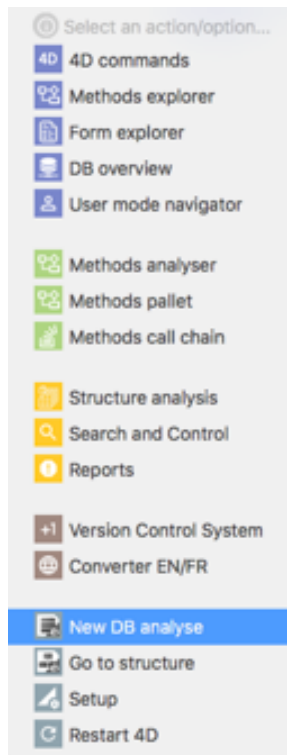 Select an action/option...
4D 4D commands
Methods explorer
Form explorer
DB overview
User mode navigator
Methods analyser
Methods pallet
Methods call chain
Structure analysis
Search and Control
Reports
+1 Version Control System
Converter EN/FR
New DB analyse
Go to structure
Setup
Restart 4D